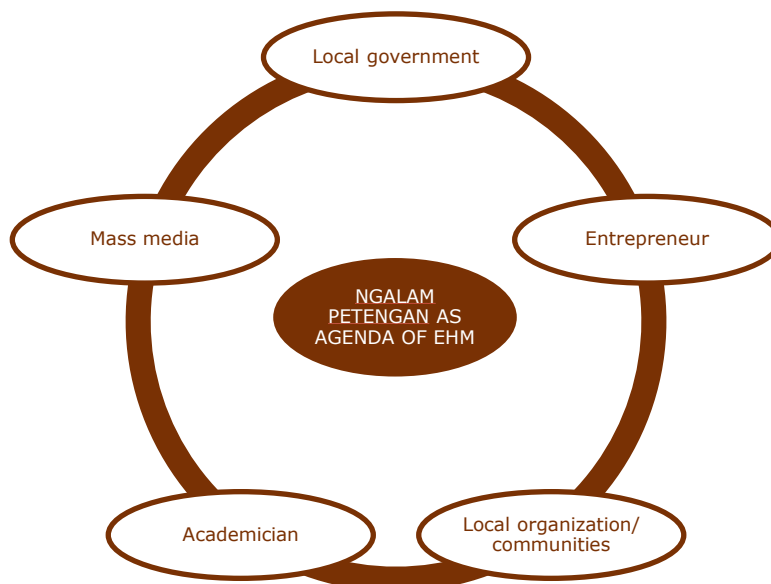 Local government
Mass media
Entrepreneur
NGALAM
PETENGAN AS
AGENDA OF EHM
Academician
Local organization/
communities